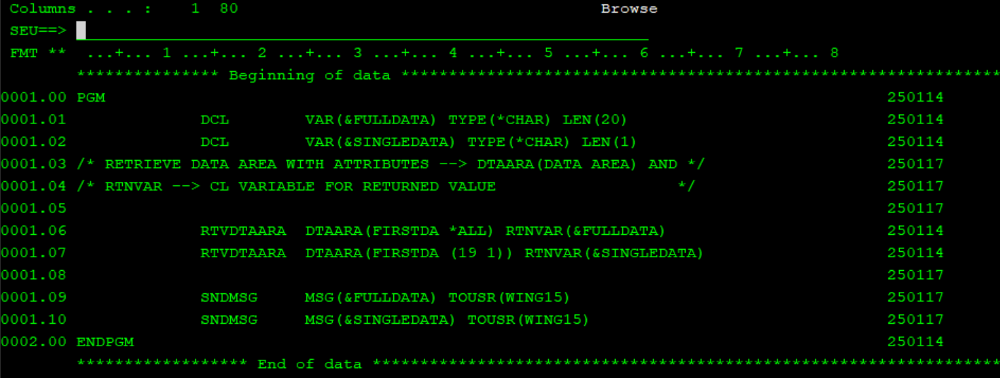 Columns . . . :    1  80                                      Browse
SEU==>
FMT **  ...+... 1 ...+... 2 ...+... 3 ...+... 4 ...+... 5 ...+... 6 ...+... 7 ...+... 8
*************** Beginning of data ***************************************************************
0001.00 PGM                                                                                  250114
0001.01              DCL        VAR(&FULLDATA) TYPE(*CHAR) LEN(20)                           250114
0001.02              DCL        VAR(&SINGLEDATA) TYPE(*CHAR) LEN(1)                          250114
0001.03 /* RETRIEVE DATA AREA WITH ATTRIBUTES --> DTAARA(DATA AREA) AND */                   250117
0001.04 /* RTNVAR --> CL VARIABLE FOR RETURNED VALUE                   */                    250117
0001.05                                                                                      250117
0001.06              RTVDTAARA  DTAARA(FIRSTDA *ALL) RTNVAR(&FULLDATA)                       250114
0001.07              RTVDTAARA  DTAARA(FIRSTDA (19 1)) RTNVAR(&SINGLEDATA)                   250114
0001.08                                                                                      250117
0001.09              SNDMSG     MSG(&FULLDATA) TOUSR(WING15)                                 250117
0001.10              SNDMSG     MSG(&SINGLEDATA) TOUSR(WING15)                               250117
0002.00 ENDPGM                                                                               250114
****************** End of data ******************************************************************